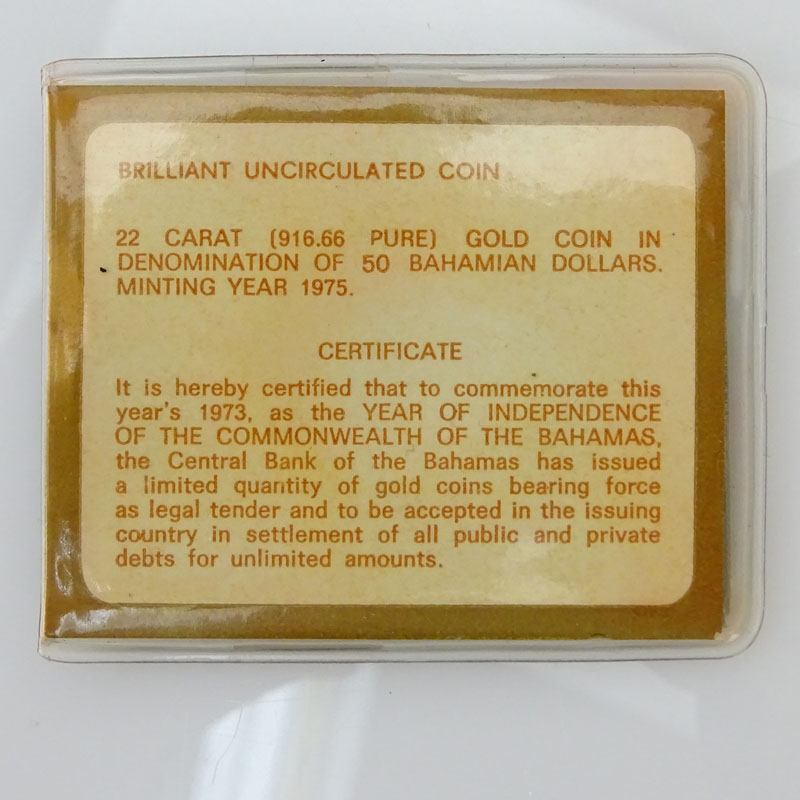 BRILLIANT UNCIRCULATED COIN
22 CARAT (916.66 PURE) GOLD COIN IN
DENOMINATION OF 50 BAHAMIAN DOLLARS.
MINTING YEAR 1975.
CERTIFICATE
It is hereby certified that to commemorate this
year's 1973, as the YEAR OF INDEPENDENCE
OF THE COMMONWEALTH OF THE BAHAMAS,
the Central Bank of the Bahamas has issued
a limited quantity of gold coins bearing force
as legal tender and to be accepted in the issuing
country in settlement of all public and private
debts for unlimited amounts.